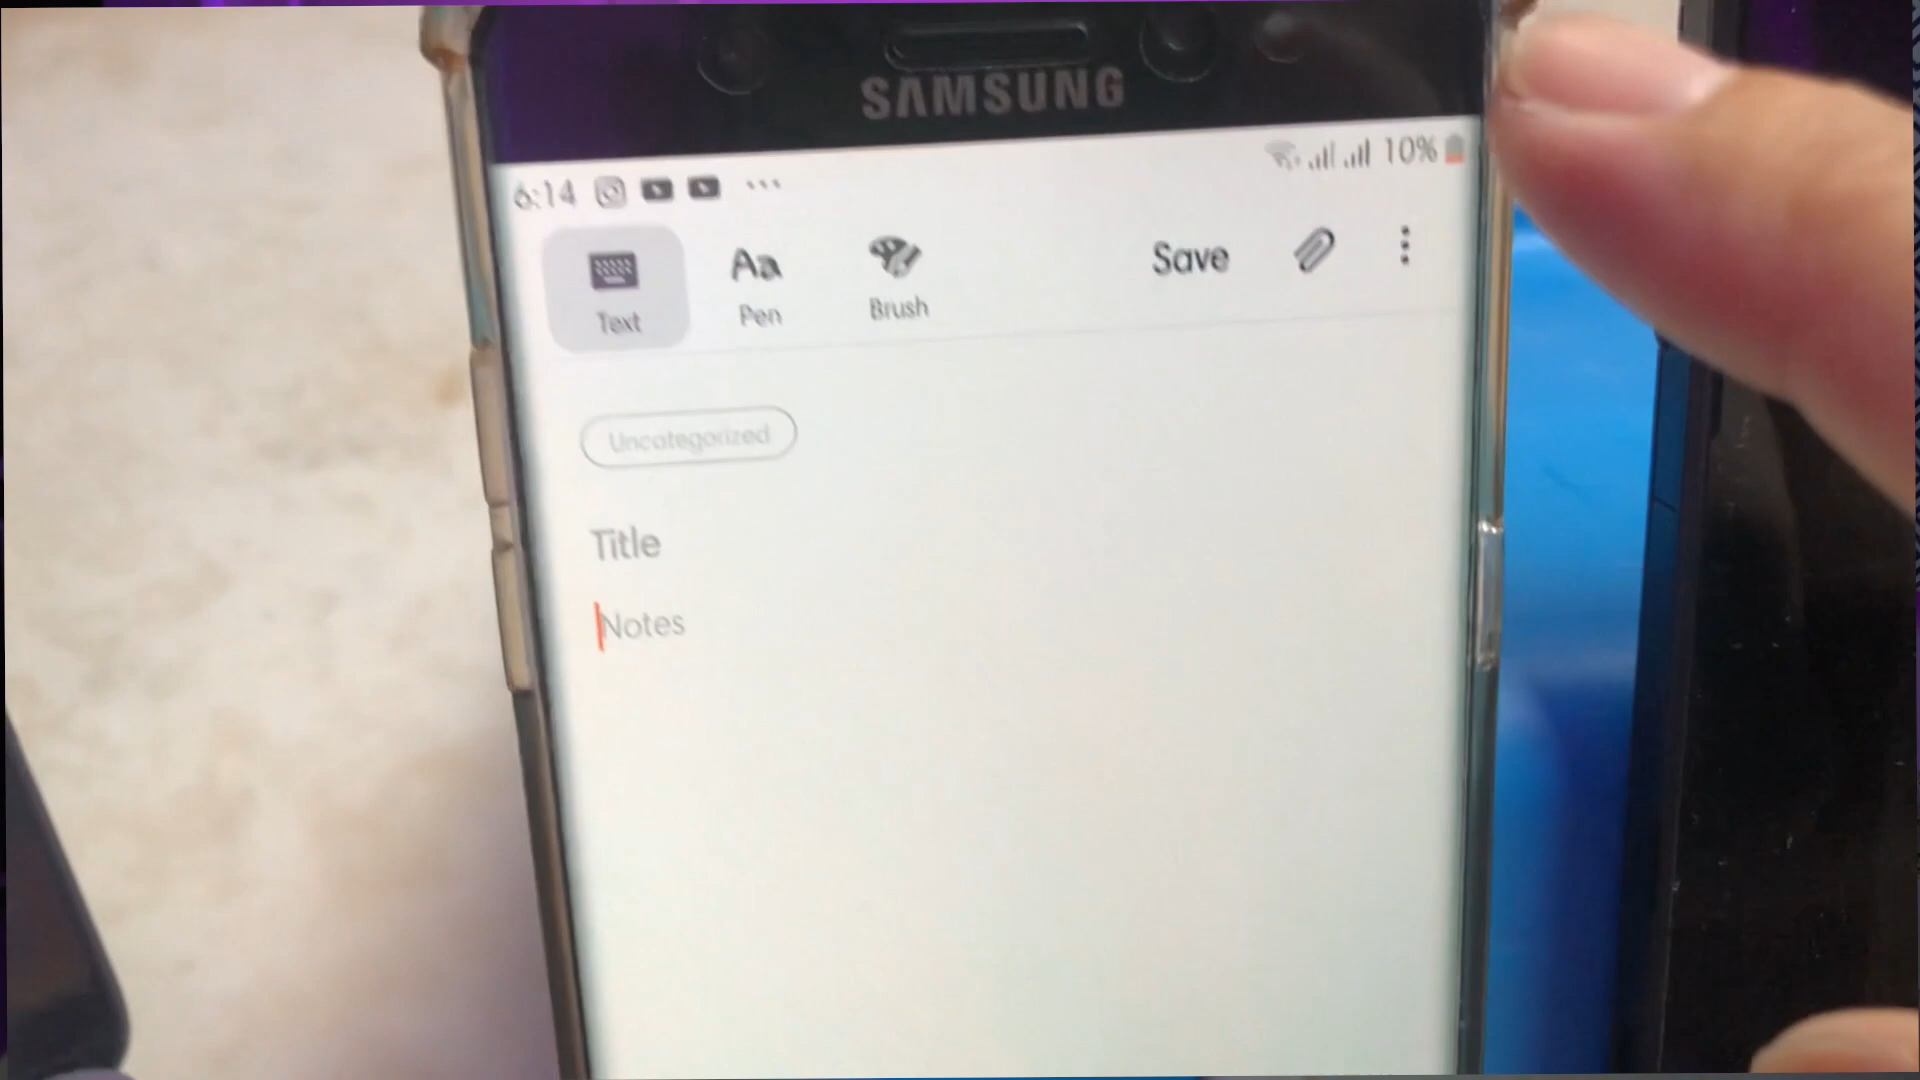 SAMSUNG
6:14 10%
Text Pen Brush Save
Uncategorized
Title
Notes